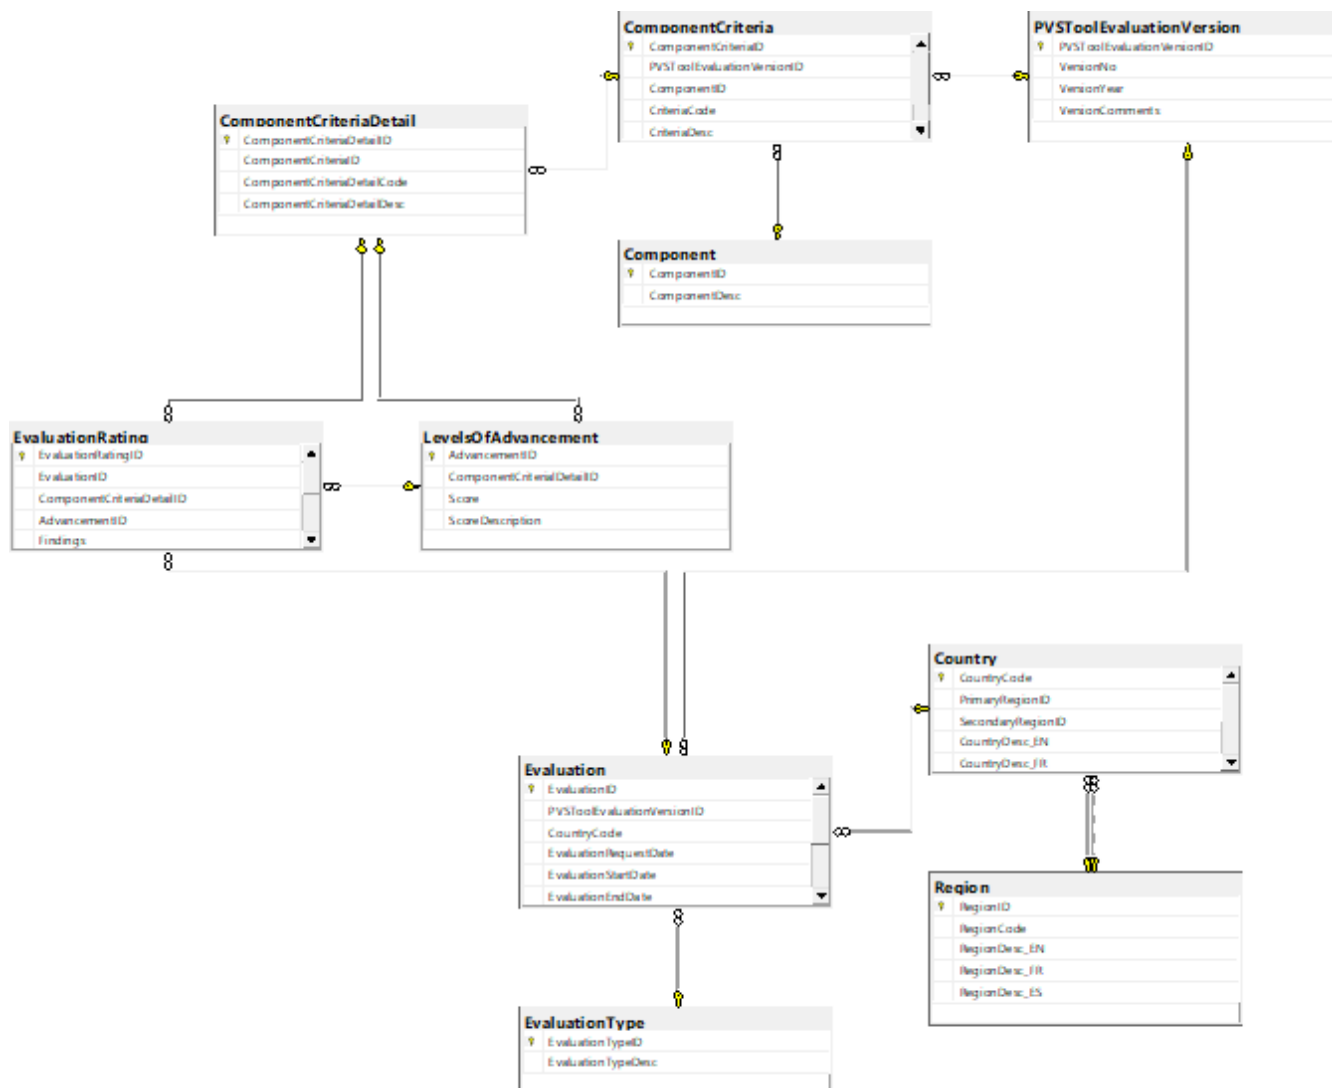 ComponentCriteria
ComponentCriteriaID
PVSToolEvaluationVersionID
ComponentID
CriteriaCode
CriteriaDesc
PVSToolEvaluationVersion
PVSToolEvaluationVersionID
VersionNo
VersionYear
VersionComments
ComponentCriteriaDetail
ComponentCriteriaDetailID
ComponentCriteriaID
ComponentCriteriaDetailCode
ComponentCriteriaDetailDesc
Component
ComponentID
ComponentDesc
EvaluationRating
EvaluationRatingID
EvaluationID
ComponentCriteriaDetailID
AdvancementID
Findings
LevelsOfAdvancement
AdvancementID
ComponentCriterialDetailID
Score
ScoreDescription
Country
CountryCode
PrimaryRegionID
SecondaryRegionID
CountryDesc_EN
CountryDesc_FR
Evaluation
EvaluationID
PVSToolEvaluationVersionID
CountryCode
EvaluationRequestDate
EvaluationStartDate
EvaluationEndDate
Region
RegionID
RegionCode
RegionDesc_EN
RegionDesc_FR
RegionDesc_ES
EvaluationType
EvaluationTypeID
EvaluationTypeDesc